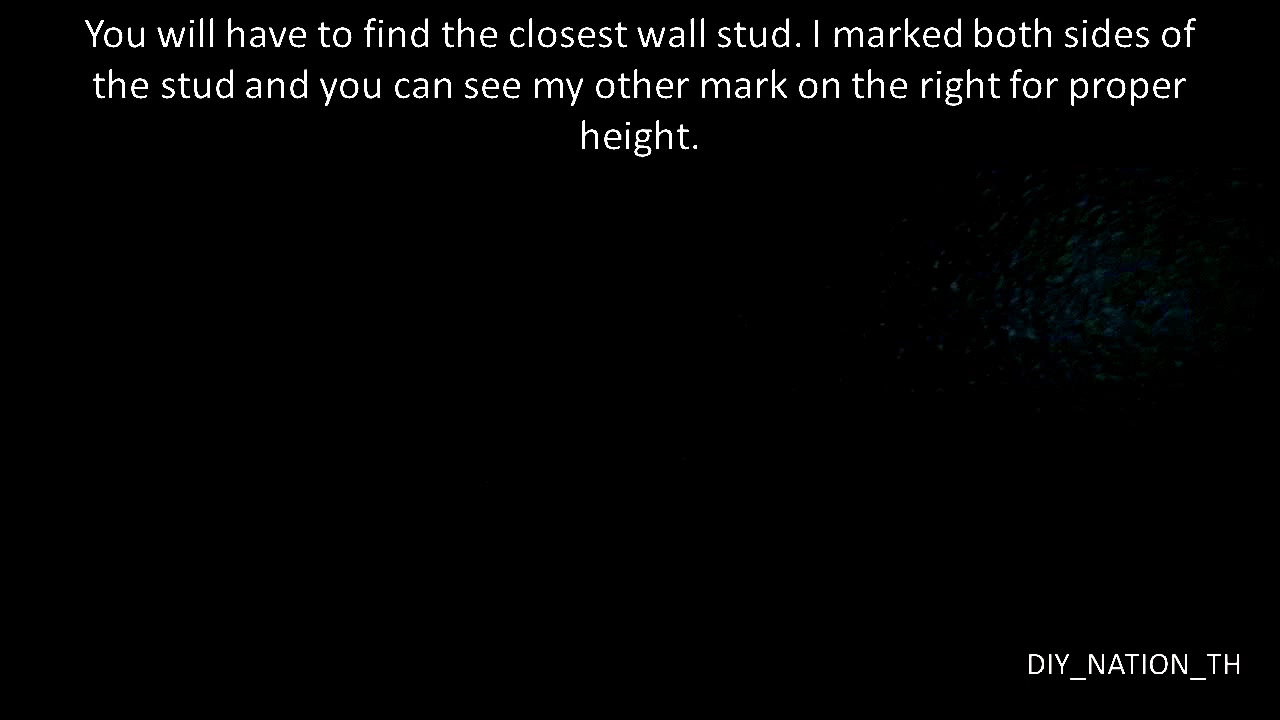 You will have to find the closest wall stud. I marked both sides of
the stud and you can see my other mark on the right for proper
height.
DIY_NATION_TH